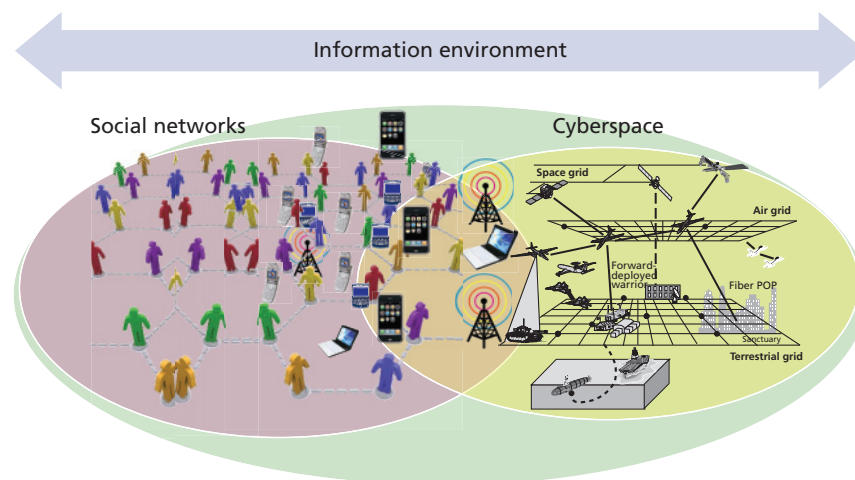 Information environment
Social networks
Cyberspace
Space grid
Air grid
Forward-
deployed
warrior
Fiber POP
Sanctuary
Terrestrial grid